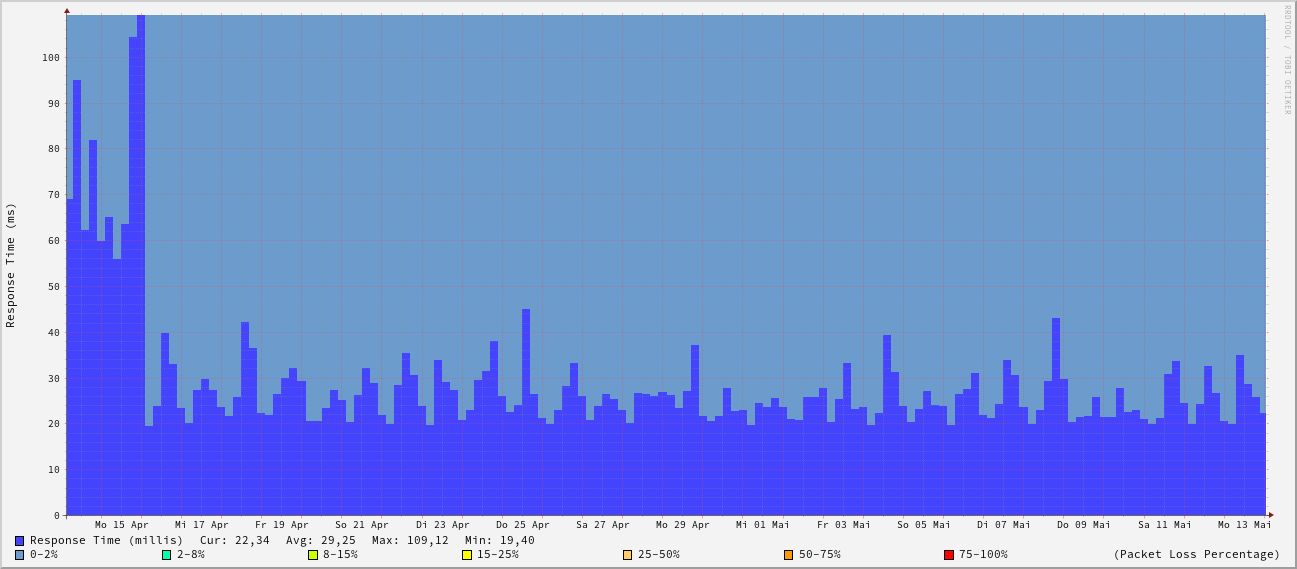 RRDTOOL / TOBI OETIKER
Response Time (ms)
100
90
80
70
60
50
40
30
20
10
0
Mo 15 Apr Mi 17 Apr Fr 19 Apr So 21 Apr Di 23 Apr Do 25 Apr Sa 27 Apr Mo 29 Apr Mi 01 Mai Fr 03 Mai So 05 Mai Di 07 Mai Do 09 Mai Sa 11 Mai Mo 13 Mai
Response Time (millis) Cur: 22,34 Avg: 29,25 Max: 109,12 Min: 19,40
0-2% 2-8% 8-15% 15-25% 25-50% 50-75% 75-100% (Packet Loss Percentage)